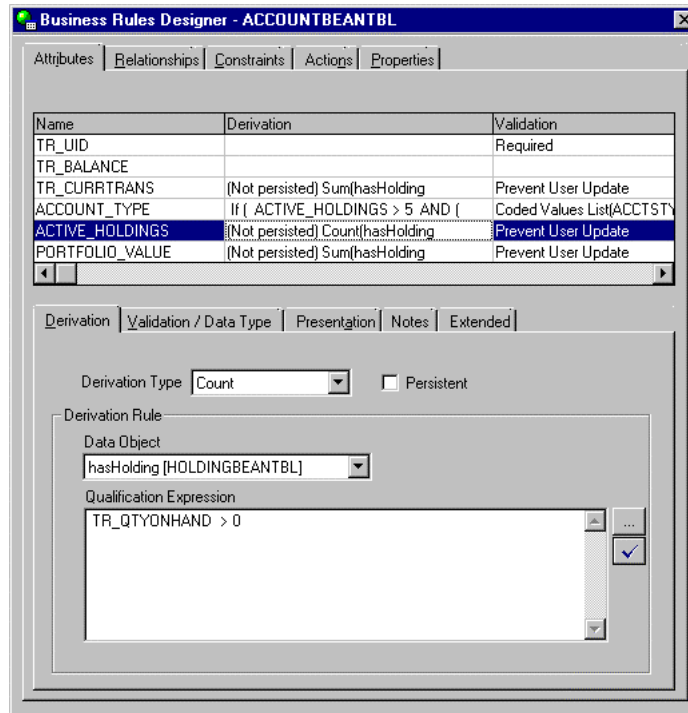 Business Rules Designer - ACCOUNTBEANTBL
Attributes Relationships Constraints Actions Properties
Name Derivation Validation
TR_UID Required
TR_BALANCE
TR_CURRTRANS (Not persisted) Sum(hasHolding Prevent User Update
ACCOUNT_TYPE If ( ACTIVE_HOLDINGS > 5 AND ( Coded Values List(ACCTSTY
ACTIVE_HOLDINGS (Not persisted) Count(hasHolding Prevent User Update
PORTFOLIO_VALUE (Not persisted) Sum(hasHolding Prevent User Update
Derivation Validation / Data Type Presentation Notes Extended
Derivation Type Count Persistent
Derivation Rule
Data Object
hasHolding [HOLDINGBEANTBL]
Qualification Expression
TR_QTYONHAND > 0
...